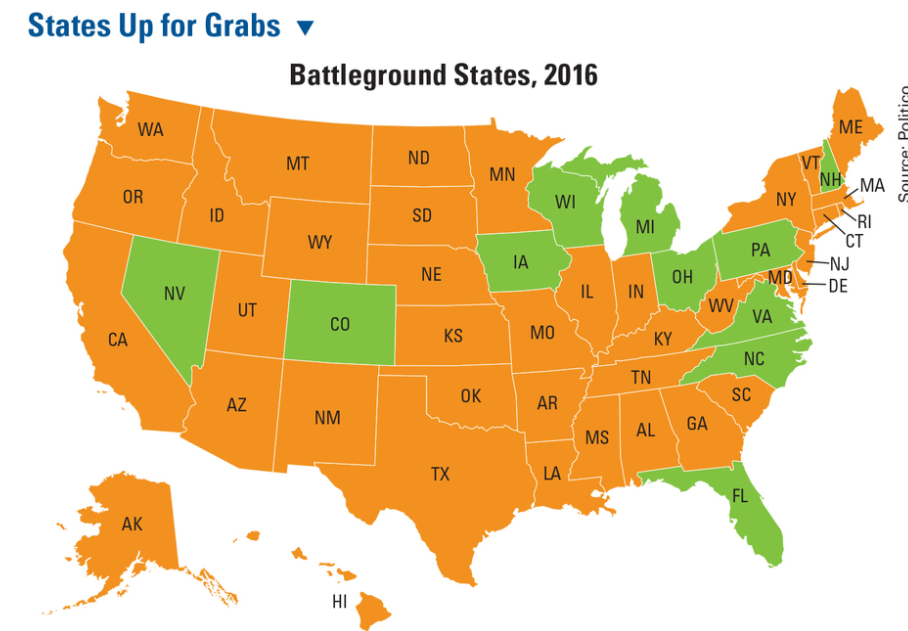 States Up for Grabs ▼
Battleground States, 2016
Source: Politico
WA
MT
ND
MN
ME
VT
NH
MA
OR
ID
SD
WI
MI
NY
RI
CT
WY
IA
PA
NJ
NV
NE
OH
MD
DE
UT
CO
IL
IN
WV
VA
CA
KS
MO
KY
NC
TN
AZ
NM
OK
AR
SC
MS
AL
GA
TX
LA
FL
AK
HI